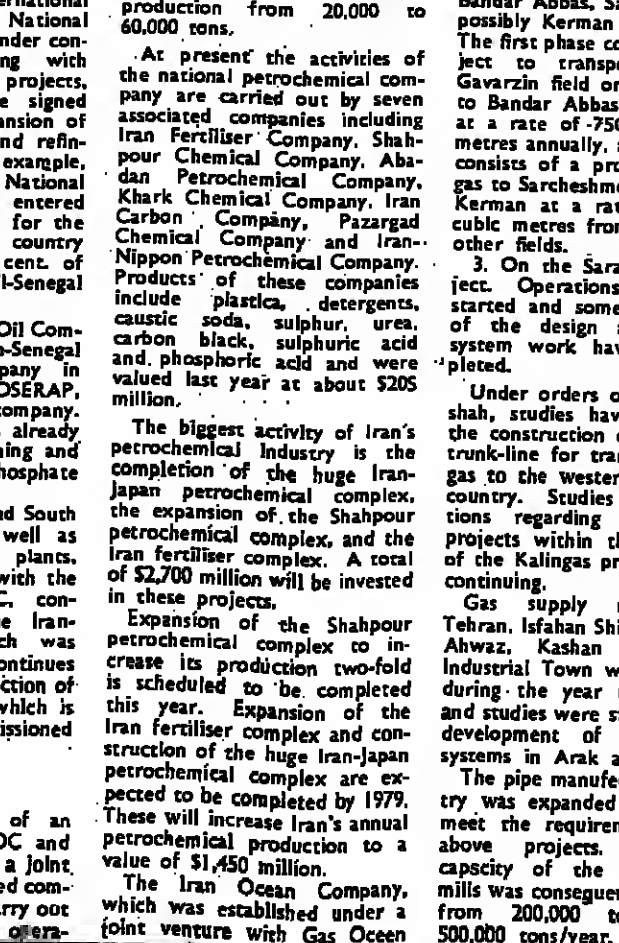 ernational
National
nder con-
ng with
projects,
e signed
ansion of
nd refin-
example,
National
entered
for the
country
cent. of
l-Senegal
Oil Com-
o-Senegal
pany in
OSERAP,
company.
already
ning and
hosphate
nd South
well as
plants,
with the
C, con-
e Iran-
ch was
ontinues
ction of
which is
issioned
of an
OC and
a joint
ed com-
rry oot
opera-
production from 20,000 to
60,000 tons.
At present the activities of
the national petrochemical com-
pany are carried out by seven
associated companies including
Iran Fertiliser Company, Shah-
pour Chemical Company, Aba-
dan Petrochemical Company,
Khark Chemical Company, Iran
Carbon Company, Pazargad
Chemical Company and Iran-
Nippon Petrochemical Company.
Products of these companies
include plastica, detergents,
caustic soda, sulphur, urea,
carbon black, sulphuric acid
and phosphoric acid and were
valued last year at about $205
million.
The biggest activity of Iran's
petrochemical Industry is the
completion of the huge Iran-
Japan petrochemical complex,
the expansion of the Shahpour
petrochemical complex, and the
Iran fertiliser complex. A total
of $2,700 million will be invested
in these projects.
Expansion of the Shahpour
petrochemical complex to in-
crease its production two-fold
is scheduled to be completed
this year. Expansion of the
Iran fertiliser complex and con-
struction of the huge Iran-Japan
petrochemical complex are ex-
pected to be completed by 1979.
These will increase Iran's annual
petrochemical production to a
value of $1,450 million.
The Iran Ocean Company,
which was established under a
joint venture with Gas Oceen
Bandar Abbas, Sa
possibly Kerman
The first phase co
ject to transpo
Gavarzin field on
to Bandar Abbas
at a rate of 750
metres annually, a
consists of a pro
gas to Sarcheshme
Kerman at a rat
cubic metres from
other fields.
3. On the Sara
ject. Operations
started and some
of the design a
system work hav
pleted.
Under orders o
shah, studies hav
the construction o
trunk-line for tran
gas to the wester
country. Studies
tions regarding
projects within th
of the Kalingas pr
continuing.
Gas supply n
Tehran, Isfahan Shi
Ahwaz, Kashan
Industrial Town w
during the year
and studies were s
development of
systems in Arak a
The pipe manufec
try was expanded
meet the requirem
above projects.
capscity of the
mills was conseguen
from 200,000 to
500,000 tons/year.